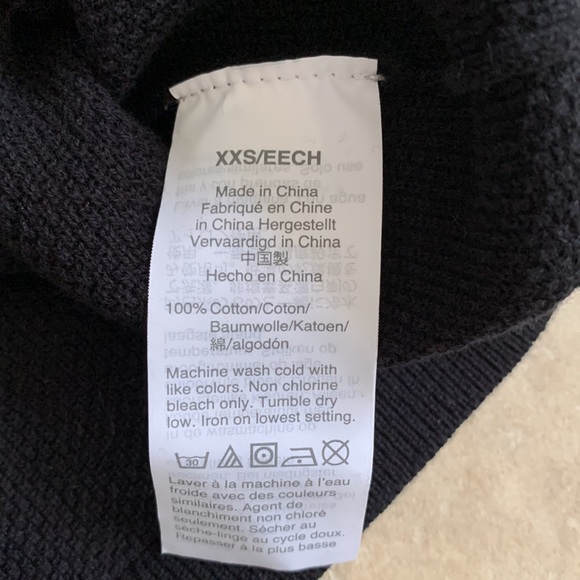 XXS/EECH
Made in China
Fabriqué en Chine
in China Hergestellt
Vervaardigd in China
中国製
Hecho en China
100% Cotton/Coton/
Baumwolle/Katoen/
綿/algodón
Machine wash cold with
like colors. Non chlorine
bleach only. Tumble dry
low. Iron on lowest setting.
30
Laver à la machine à l'eau
froide avec des couleurs
similaires. Agent de
blanchiment non chloré
seulement. Sécher au
sèche-linge au cycle doux.
Repasser à la plus basse